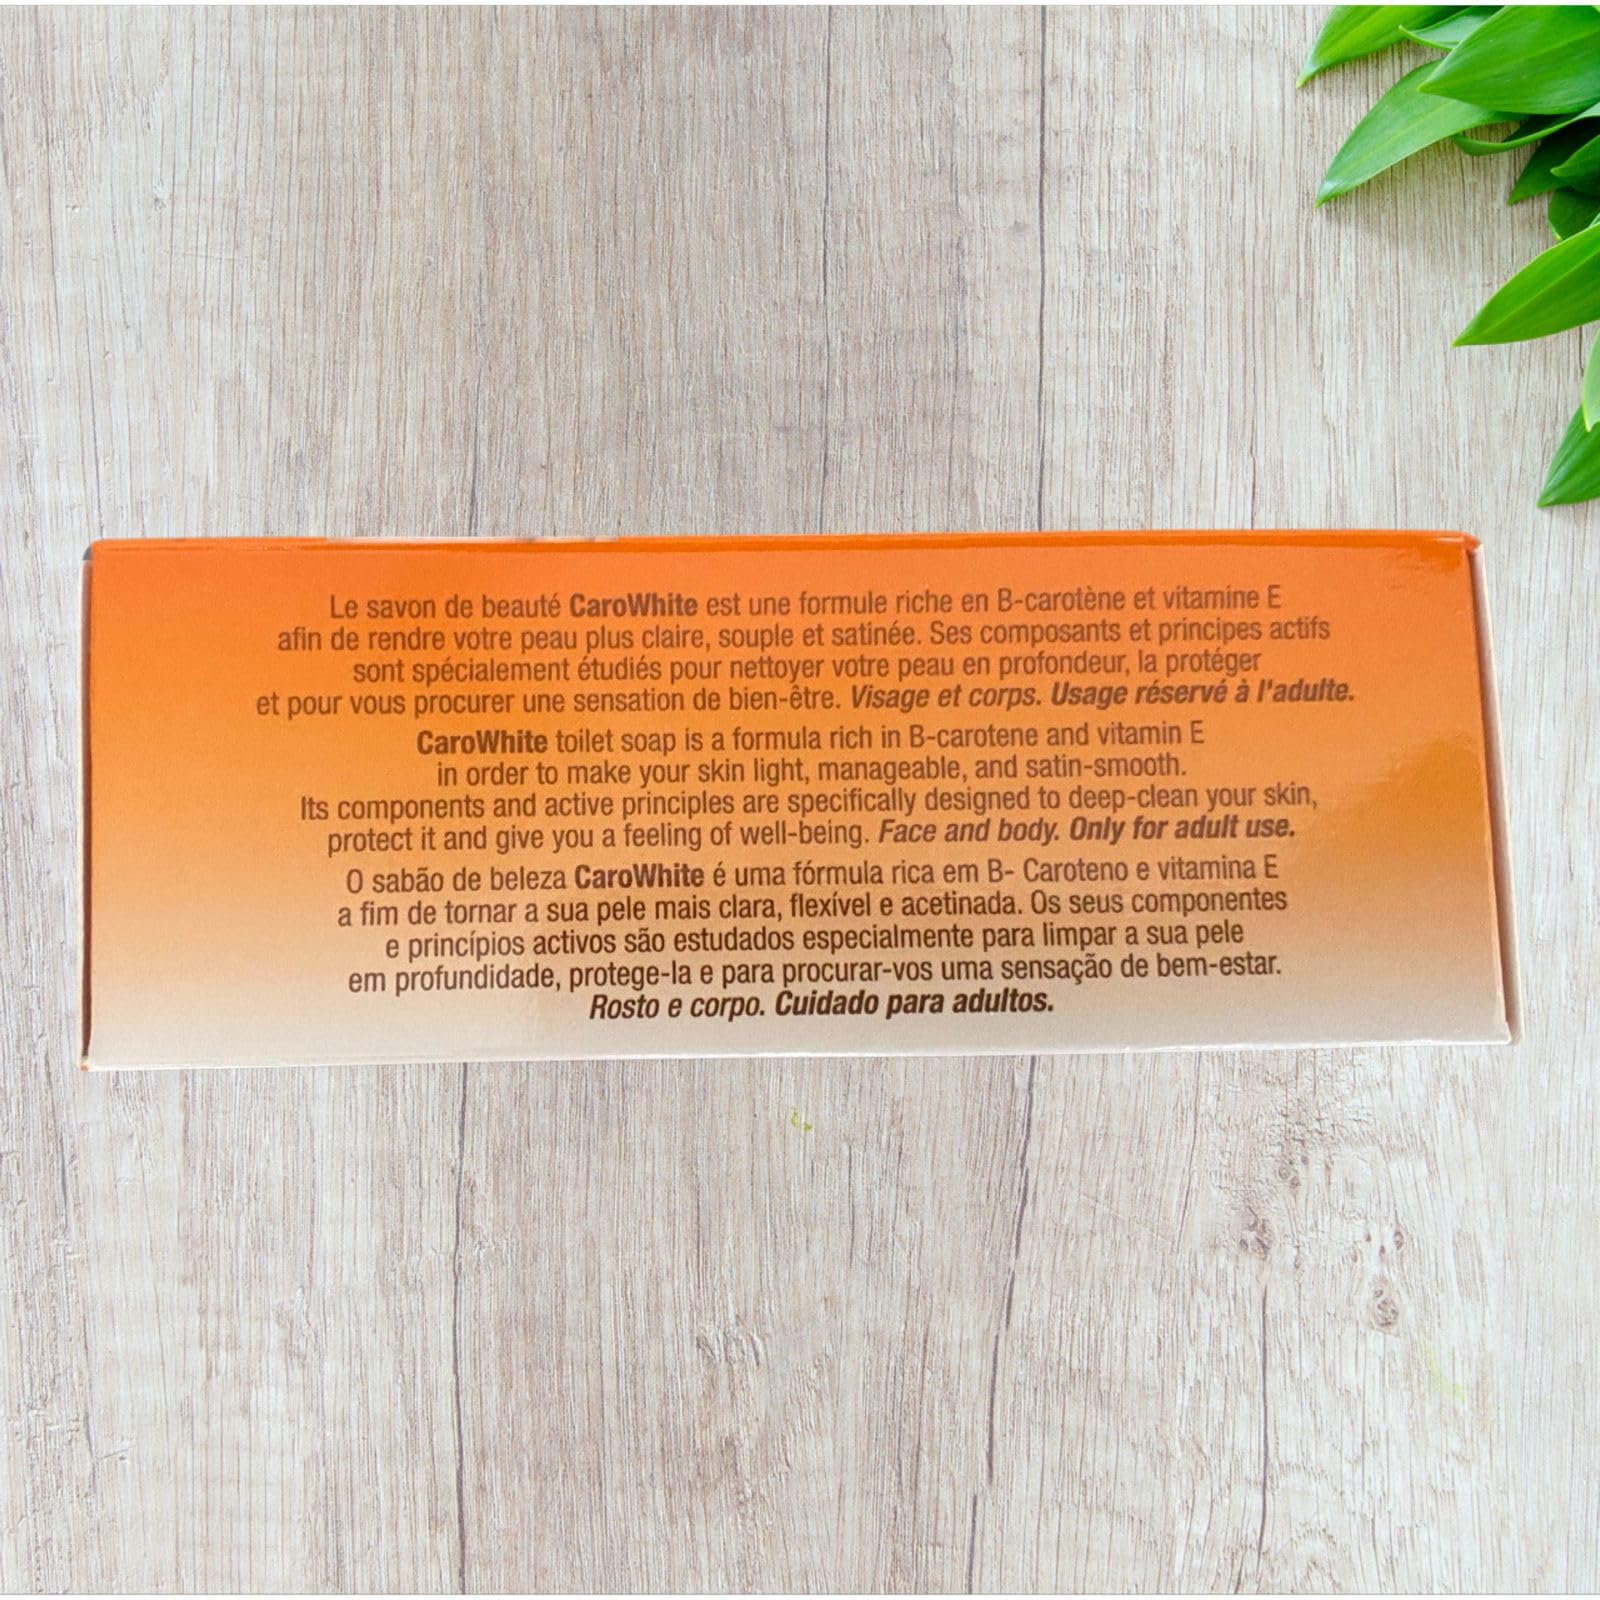 Le savon de beauté CaroWhite est une formule riche en B-carotène et vitamine E
afin de rendre votre peau plus claire, souple et satinée. Ses composants et principes actifs
sont spécialement étudiés pour nettoyer votre peau en profondeur, la protéger
et pour vous procurer une sensation de bien-être. Visage et corps. Usage réservé à l'adulte.
CaroWhite toilet soap is a formula rich in B-carotene and vitamin E
in order to make your skin light, manageable, and satin-smooth.
Its components and active principles are specifically designed to deep-clean your skin,
protect it and give you a feeling of well-being. Face and body. Only for adult use.
O sabão de beleza CaroWhite é uma fórmula rica em B- Caroteno e vitamina E
a fim de tornar a sua pele mais clara, flexível e acetinada. Os seus componentes
e princípios activos são estudados especialmente para limpar a sua pele
em profundidade, protege-la e para procurar-vos uma sensação de bem-estar.
Rosto e corpo. Cuidado para adultos.